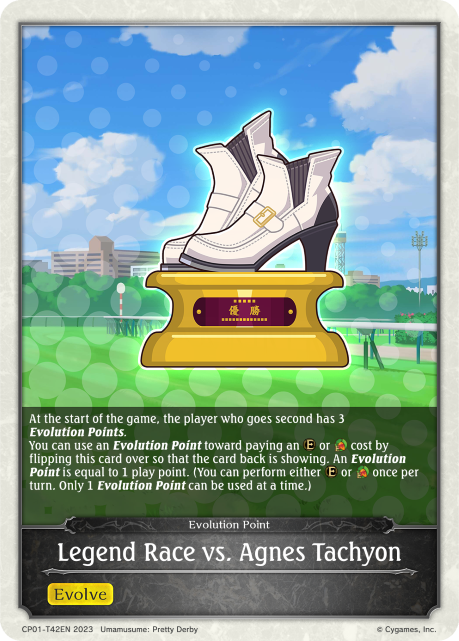 優勝
At the start of the game, the player who goes second has 3
Evolution Points.
You can use an Evolution Point toward paying an E or cost by
flipping this card over so that the card back is showing. An Evolution
Point is equal to 1 play point. (You can perform either E or once per
turn. Only 1 Evolution Point can be used at a time.)
Evolution Point
Legend Race vs. Agnes Tachyon
Evolve
CP01-T42EN 2023 Umamusume: Pretty Derby
© Cygames, Inc.